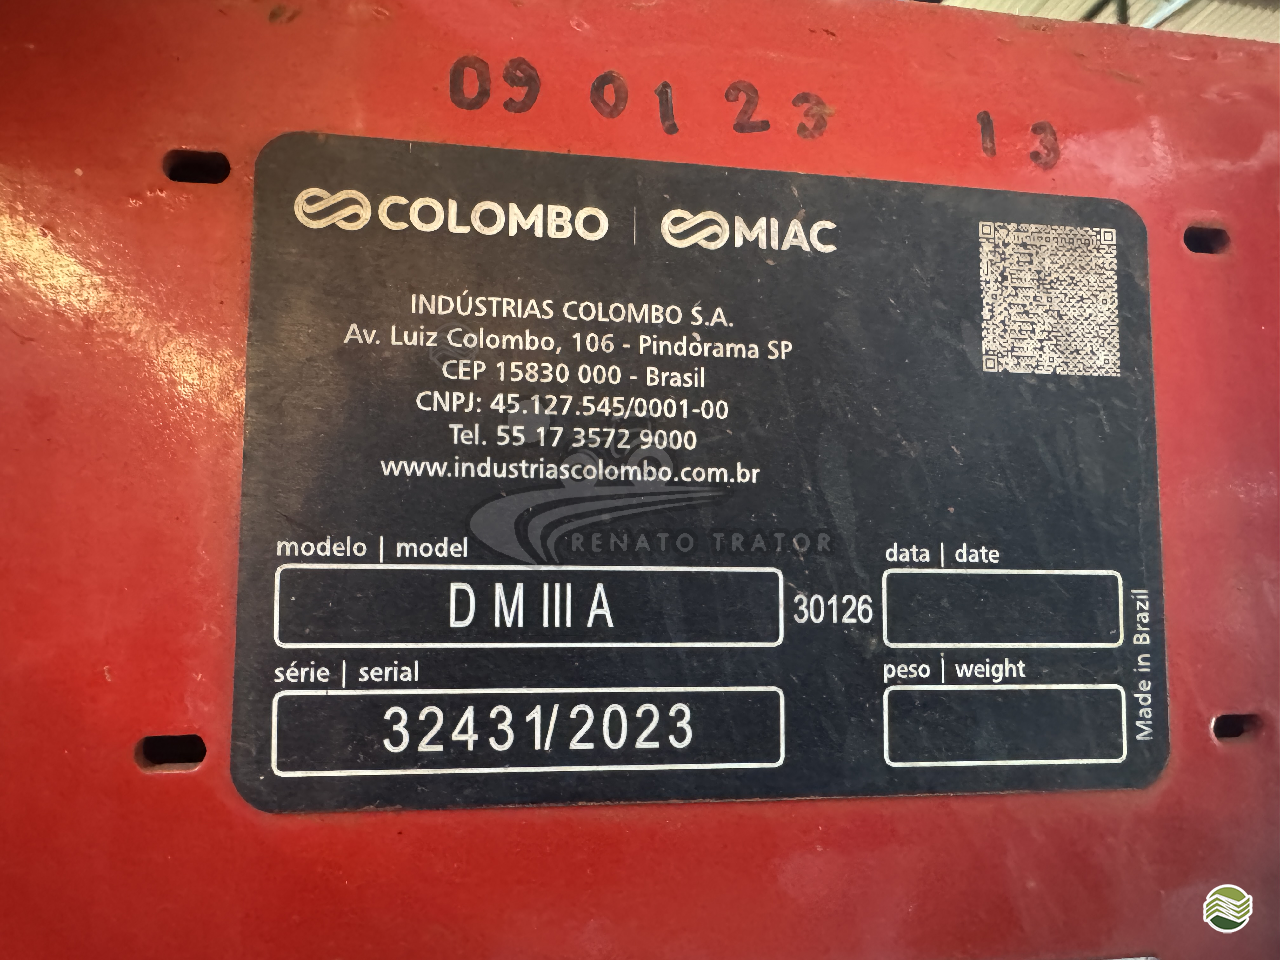 09 01 23 13
COLOMBO | MIAC
INDÚSTRIAS COLOMBO S.A.
Av. Luiz Colombo, 106 - Pindorama SP
CEP 15830 000 - Brasil
CNPJ: 45.127.545/0001-00
Tel. 55 17 3572 9000
www.industriascolombo.com.br
RENATO TRATOR
modelo | model
D M III A
30126
data | date
série | serial
32431/2023
peso | weight
Made in Brazil